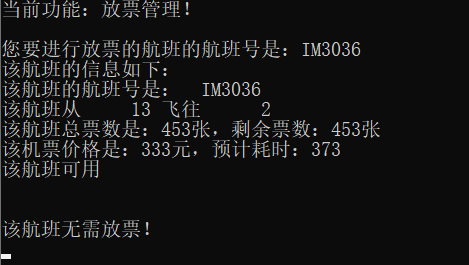 当前功能：放票管理！
您要进行放票的航班的航班号是：IM3036
该航班的信息如下：
该航班的航班号是：  IM3036
该航班从     13 飞往      2
该航班总票数是：453张，剩余票数：453张
该机票价格是：333元，预计耗时：373
该航班可用
该航班无需放票！